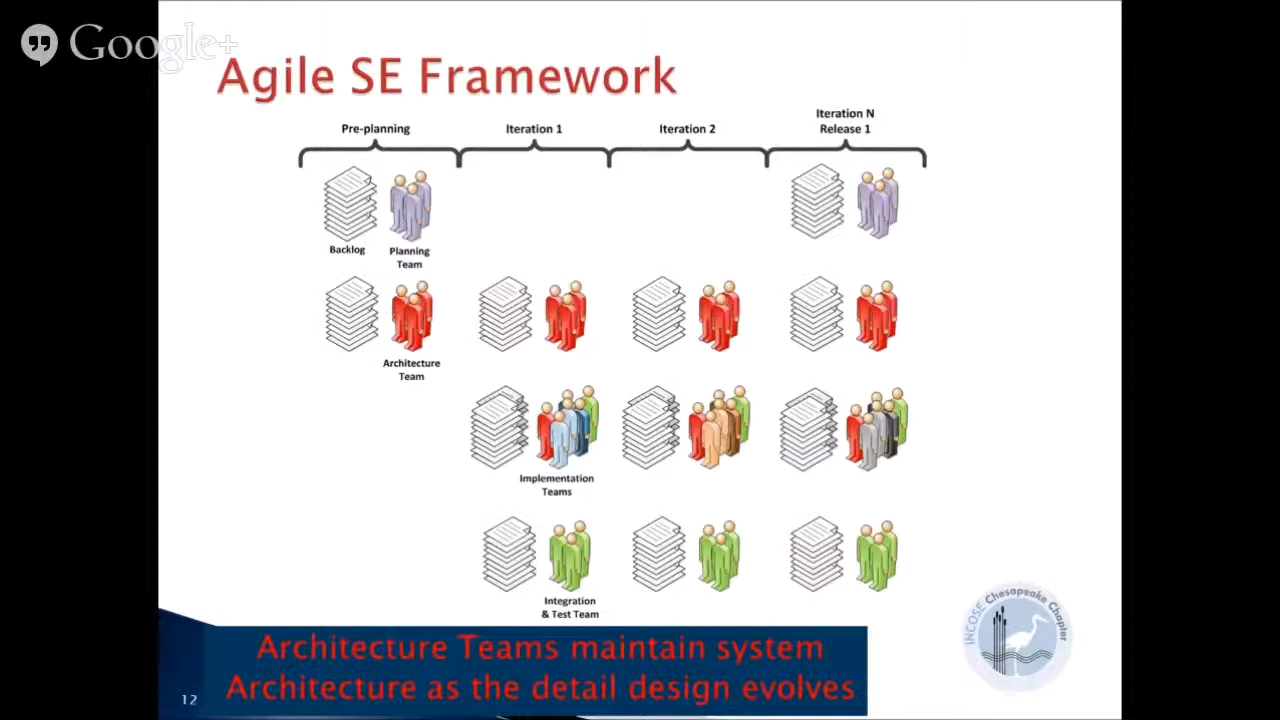 Google+
Agile SE Framework
Pre-planning
Iteration 1
Iteration 2
Iteration N
Release 1
Backlog
Planning
Team
Architecture
Team
Implementation
Teams
Integration
& Test Team
Architecture Teams maintain system
Architecture as the detail design evolves
12
INCOSE Chesapeake Chapter